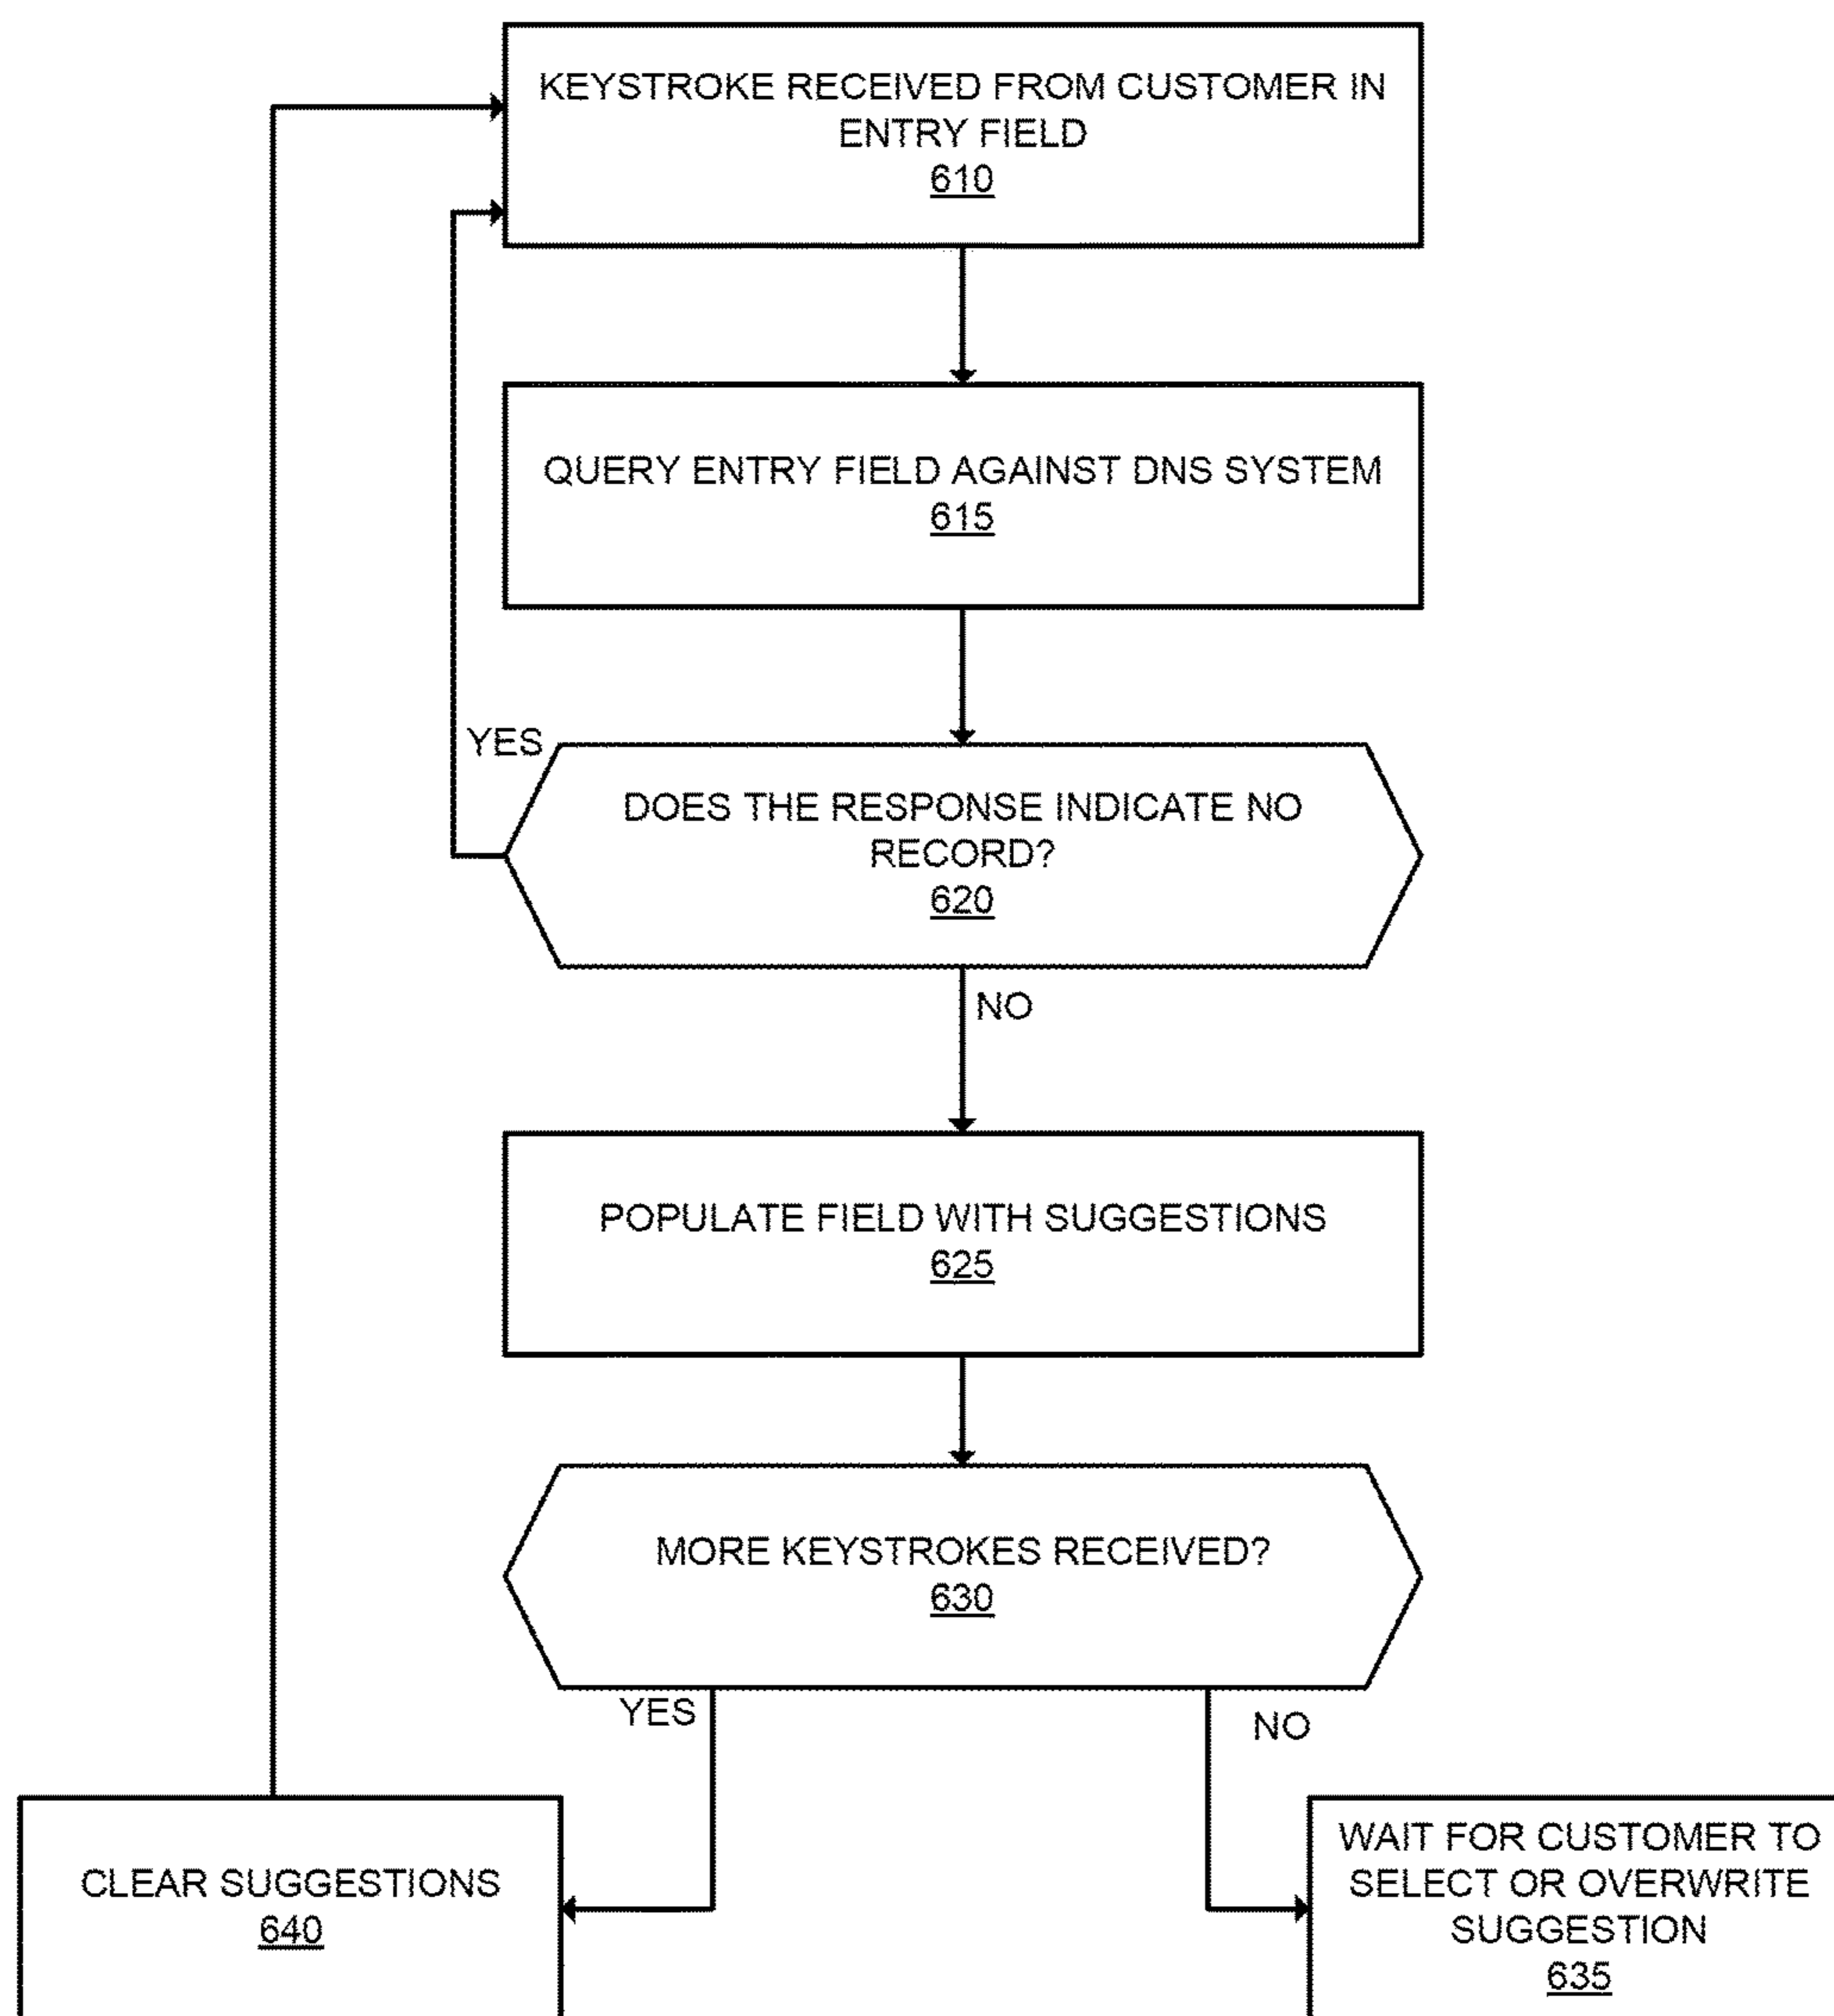 KEYSTROKE RECEIVED FROM CUSTOMER IN
ENTRY FIELD
610
QUERY ENTRY FIELD AGAINST DNS SYSTEM
615
YES
DOES THE RESPONSE INDICATE NO
RECORD?
620
NO
POPULATE FIELD WITH SUGGESTIONS
625
MORE KEYSTROKES RECEIVED?
630
YES
NO
CLEAR SUGGESTIONS
640
WAIT FOR CUSTOMER TO
SELECT OR OVERWRITE
SUGGESTION
635